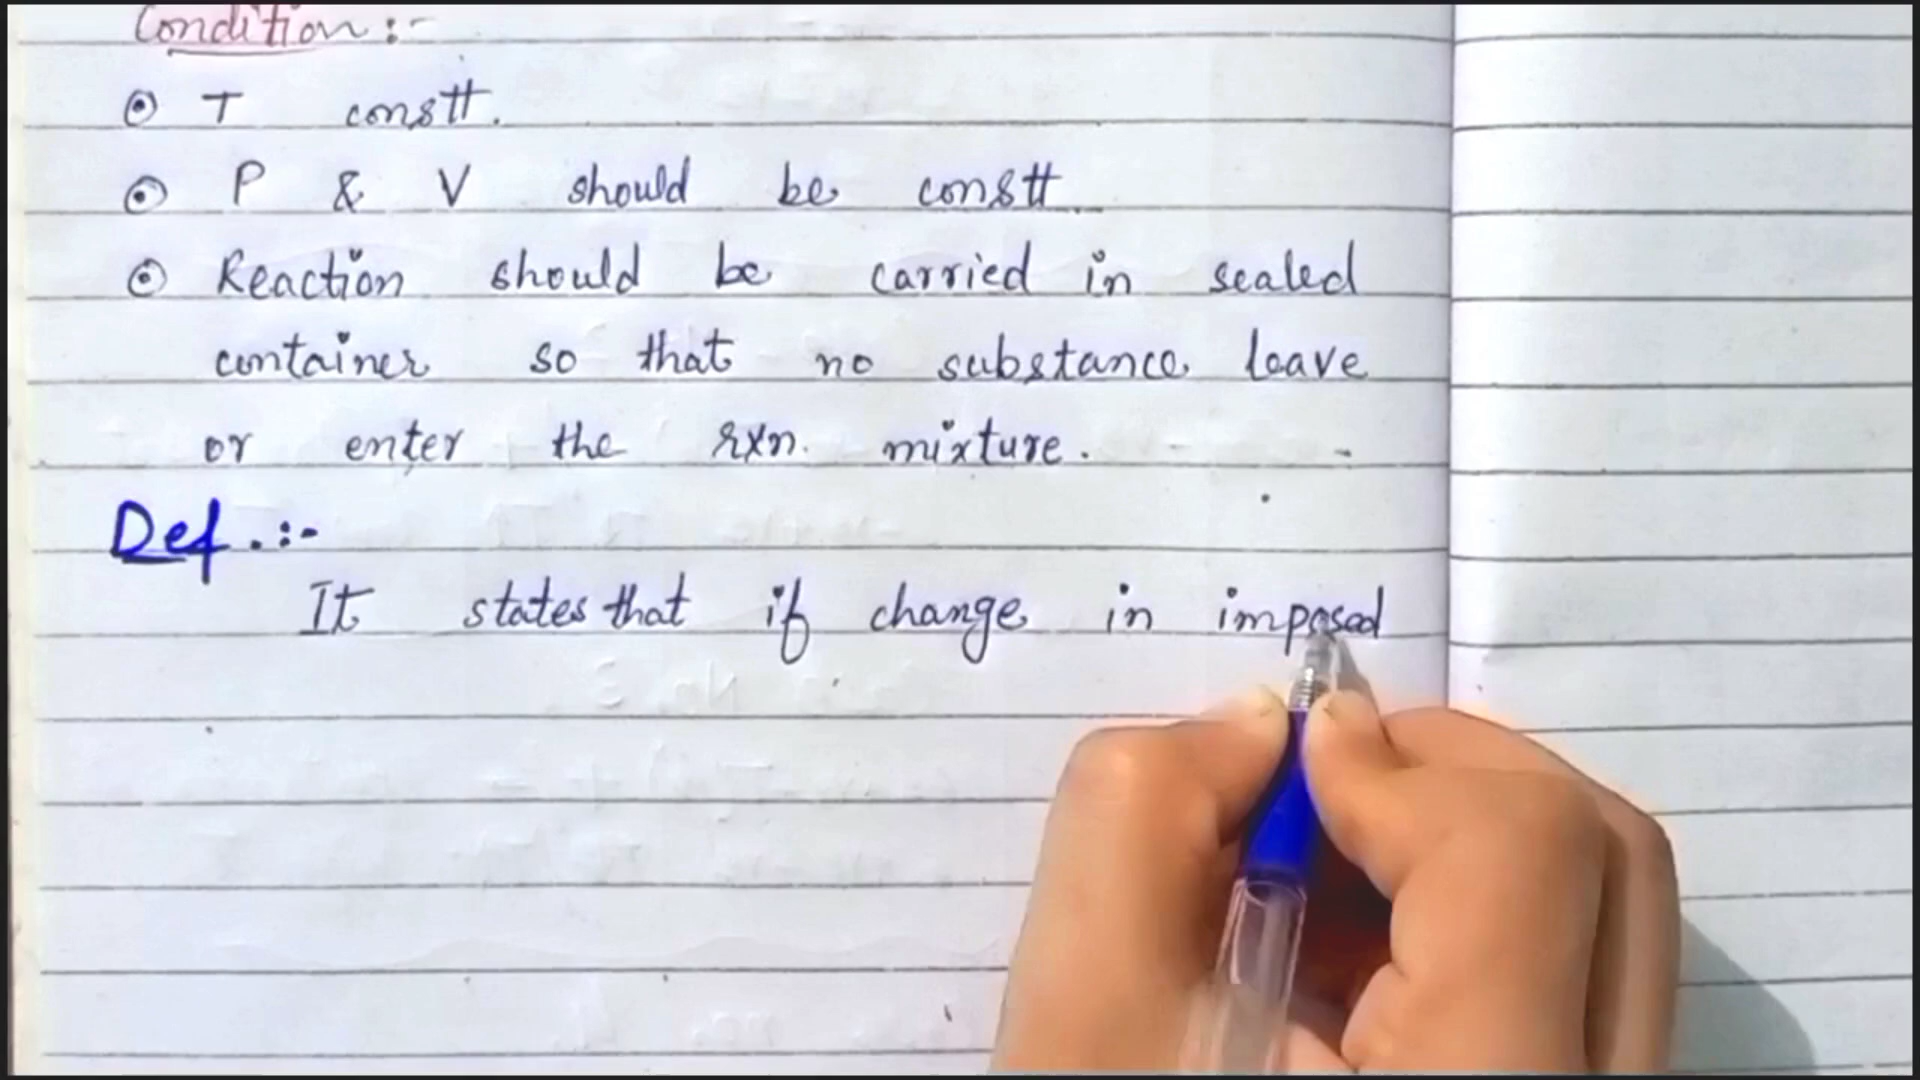 Condition :-
⊙ T constt.
⊙ P & V should be constt
⊙ Reaction should be carried in sealed
container so that no substance leave
or enter the rxn. mixture.
Def. :-
It states that if change in imposed